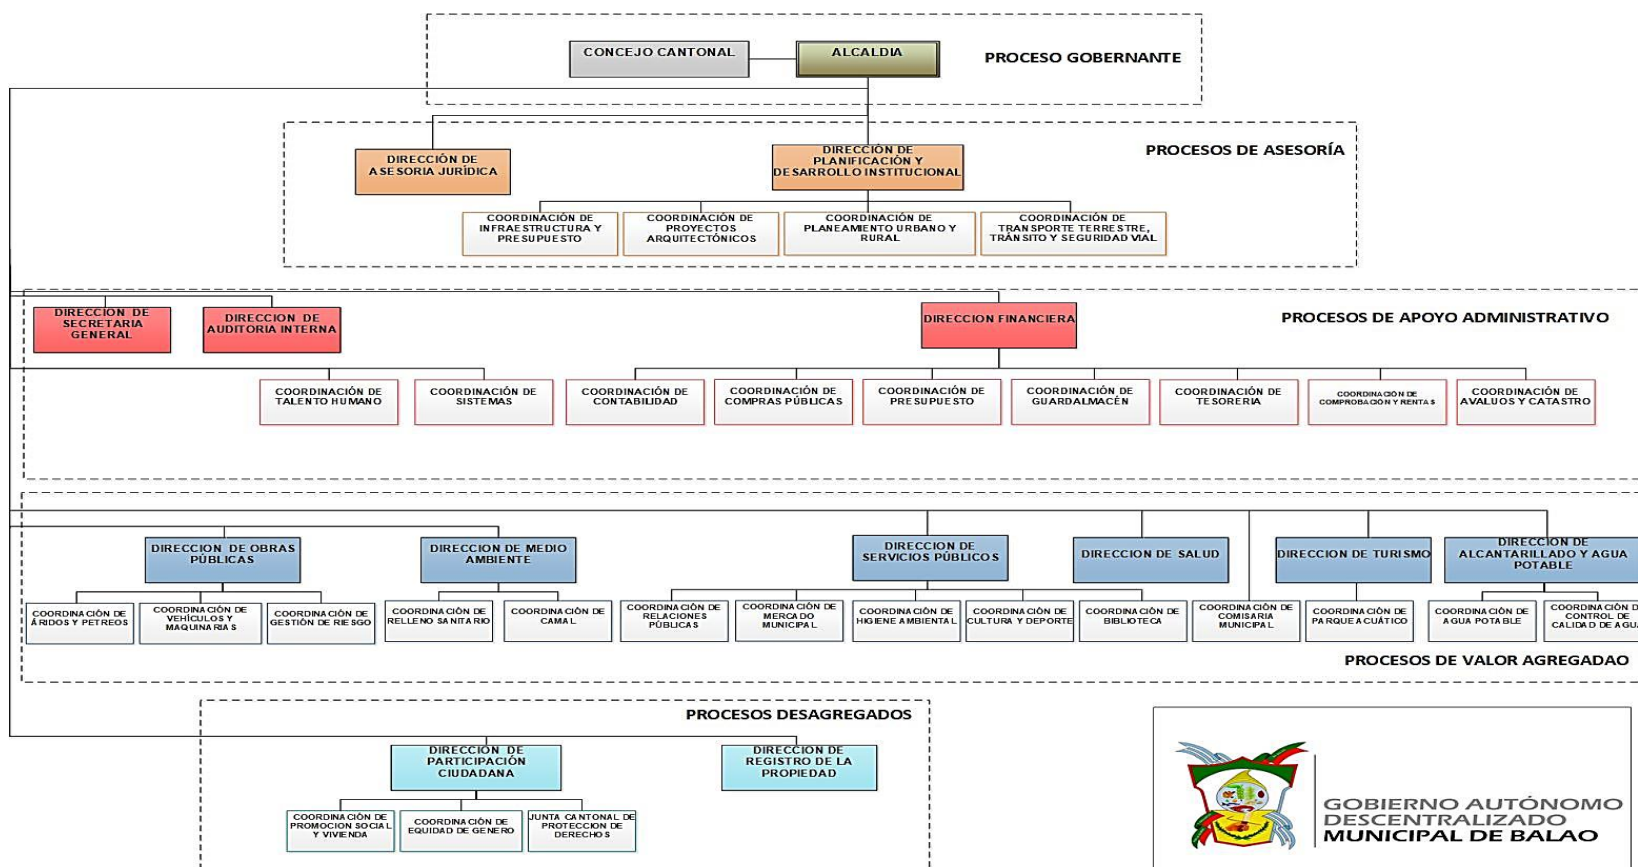 CONCEJO CANTONAL
ALCALDIA
PROCESO GOBERNANTE
PROCESOS DE ASESORÍA
DIRECCIÓN DE
ASESORIA JURÍDICA
DIRECCIÓN DE
PLANIFICACIÓN Y
DESARROLLO INSTITUCIONAL
COORDINACIÓN DE
INFRAESTRUCTURA Y
PRESUPUESTO
COORDINACIÓN DE
PROYECTOS
ARQUITECTÓNICOS
COORDINACIÓN DE
PLANEAMIENTO URBANO Y
RURAL
COORDINACIÓN DE
TRANSPORTE TERRESTRE,
TRÁNSITO Y SEGURIDAD VIAL
DIRECCIÓN DE
SECRETARIA
GENERAL
DIRECCION DE
AUDITORIA INTERNA
DIRECCION FINANCIERA
PROCESOS DE APOYO ADMINISTRATIVO
COORDINACIÓN DE
TALENTO HUMANO
COORDINACIÓN DE
SISTEMAS
COORDINACIÓN DE
CONTABILIDAD
COORDINACIÓN DE
COMPRAS PÚBLICAS
COORDINACIÓN DE
PRESUPUESTO
COORDINACIÓN DE
GUARDALMACÉN
COORDINACIÓN DE
TESORERIA
COORDINACIÓN DE
COMPROBACIÓN Y RENTAS
COORDINACIÓN DE
AVALUOS Y CATASTRO
DIRECCION DE OBRAS
PÚBLICAS
DIRECCION DE MEDIO
AMBIENTE
DIRECCION DE
SERVICIOS PÚBLICOS
DIRECCION DE SALUD
DIRECCION DE TURISMO
DIRECCION DE
ALCANTARILLADO Y AGUA
POTABLE
COORDINACIÓN DE
ÁRIDOS Y PETREOS
COORDINACIÓN DE
VEHÍCULOS Y
MAQUINARIAS
COORDINACIÓN DE
GESTIÓN DE RIESGO
COORDINACIÓN DE
RELLENO SANITARIO
COORDINACIÓN DE
CAMAL
COORDINACIÓN DE
RELACIONES
PÚBLICAS
COORDINACIÓN DE
MERCADO
MUNICIPAL
COORDINACIÓN DE
HIGIENE AMBIENTAL
COORDINACIÓN DE
CULTURA Y DEPORTE
COORDINACIÓN DE
BIBLIOTECA
COORDINACIÓN DE
COMISARIA
MUNICIPAL
COORDINACIÓN DE
PARQUE ACUÁTICO
COORDINACIÓN DE
AGUA POTABLE
COORDINACIÓN D
CONTROL DE
CALIDAD DE AGUA
PROCESOS DE VALOR AGREGADAO
PROCESOS DESAGREGADOS
DIRECCIÓN DE
PARTICIPACIÓN
CIUDADANA
DIRECCION DE
REGISTRO DE LA
PROPIEDAD
COORDINACIÓN DE
PROMOCION SOCIAL
Y VIVIENDA
COORDINACIÓN DE
EQUIDAD DE GENERO
JUNTA CANTONAL DE
PROTECCION DE
DERECHOS
GOBIERNO AUTÓNOMO
DESCENTRALIZADO
MUNICIPAL DE BALAO